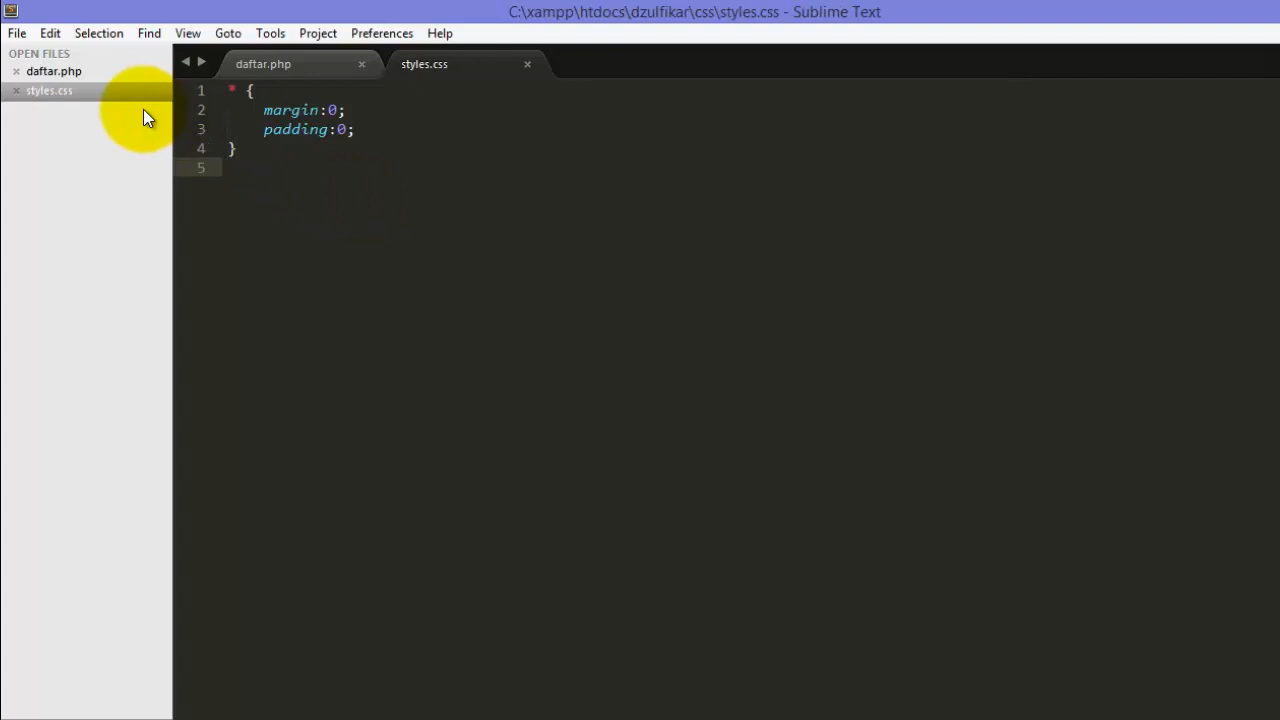 C:\xampp\htdocs\dzulfikar\css\styles.css - Sublime Text
File Edit Selection Find View Goto Tools Project Preferences Help
OPEN FILES
daftar.php
styles.css
daftar.php styles.css
1 * {
2 margin:0;
3 padding:0;
4 }
5